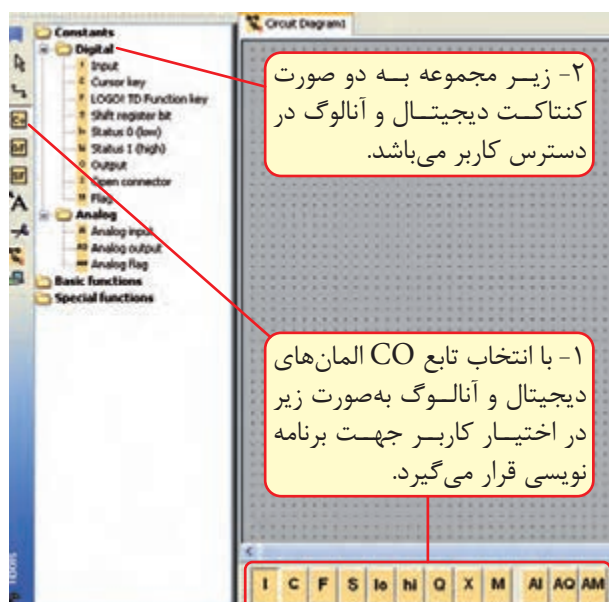 Constants
Digital
Input
Cursor key
LOGO! TD Function key
Shift register bit
Status 0 (low)
Status 1 (high)
Output
Open connector
Flag
Analog
Analog input
Analog output
Analog flag
Basic functions
Special functions
Circuit Diagram1
۲- زیر مجموعه به دو صورت
کنتاکت دیجیتال و آنالوگ در
دسترس کاربر می‌باشد.
۱- با انتخاب تابع CO المان‌های
دیجیتال و آنالوگ به‌صورت زیر
در اختیار کاربر جهت برنامه
نویسی قرار می‌گیرد.
I C F S lo hi Q X M AI AQ AM
Tools